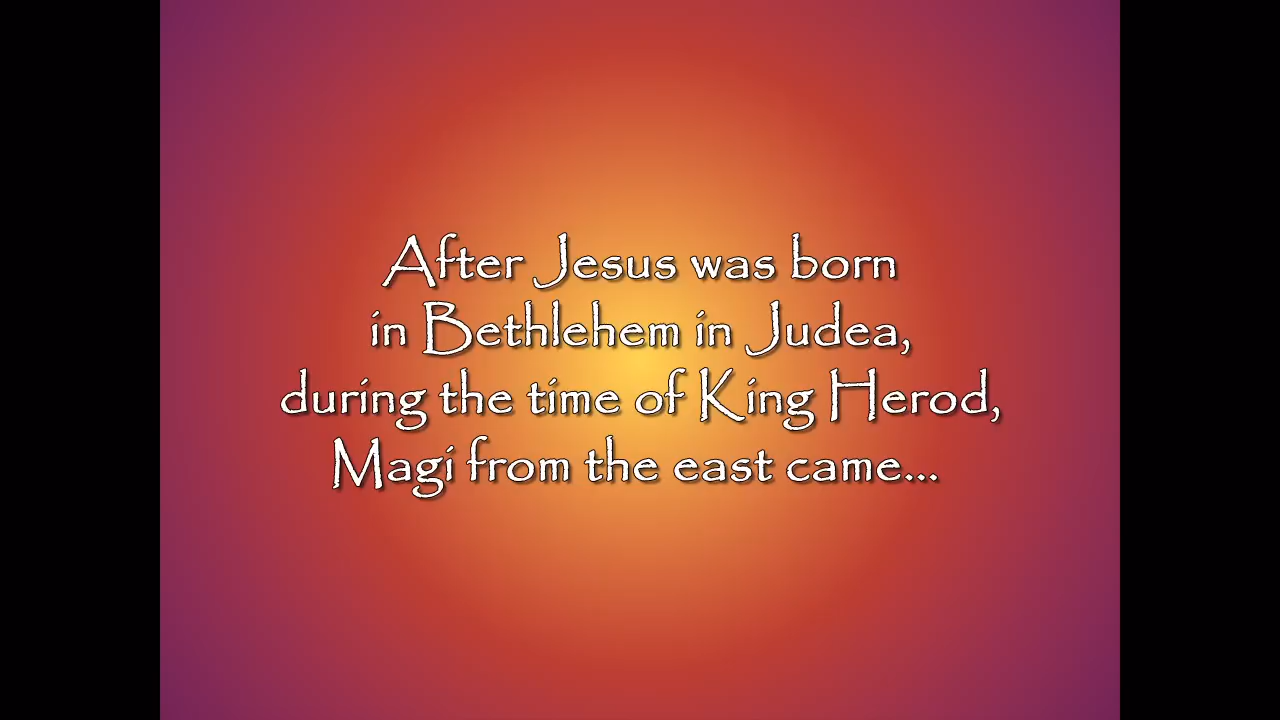 After Jesus was born
in Bethlehem in Judea,
during the time of King Herod,
Magi from the east came...